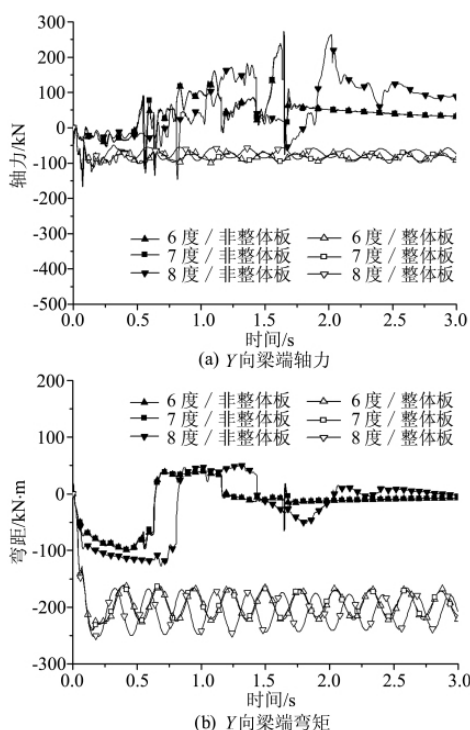 300
200
100
0
-100
-200
-300
-400
-500
轴力/kN
6度/非整体板 6度/整体板
7度/非整体板 7度/整体板
8度/非整体板 8度/整体板
0.0 0.5 1.0 1.5 2.0 2.5 3.0
时间/s
(a) Y向梁端轴力
200
100
0
-100
-200
-300
弯距/kN·m
6度/非整体板 6度/整体板
7度/非整体板 7度/整体板
8度/非整体板 8度/整体板
0.0 0.5 1.0 1.5 2.0 2.5 3.0
时间/s
(b) Y向梁端弯矩